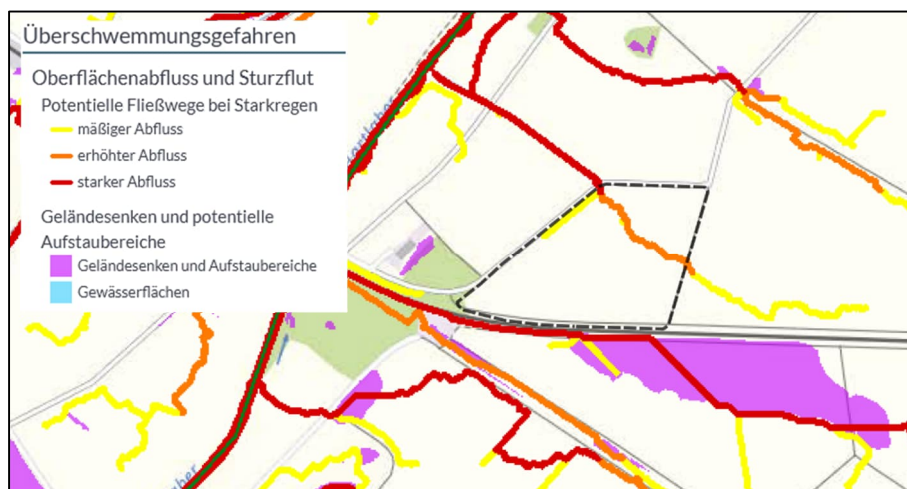 Überschwemmungsgefahren
Oberflächenabfluss und Sturzflut
Potentielle Fließwege bei Starkregen
mäßiger Abfluss
erhöhter Abfluss
starker Abfluss
Geländesenken und potentielle
Aufstaubereiche
Geländesenken und Aufstaubereiche
Gewässerflächen